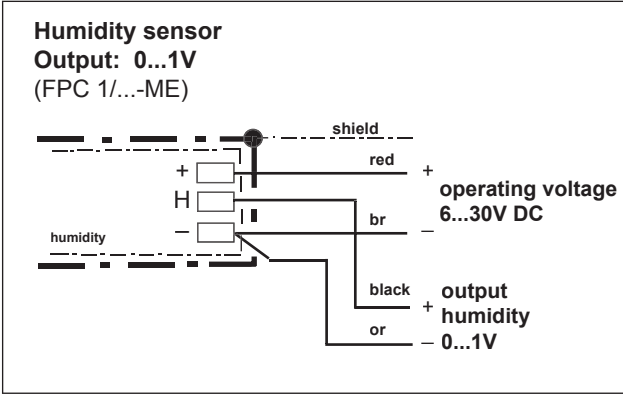 Humidity sensor
Output: 0...1V
(FPC 1/...-ME)
shield
red
+
+
operating voltage
6...30V DC
H
br
–
–
humidity
black
+
output
humidity
or
–
0...1V